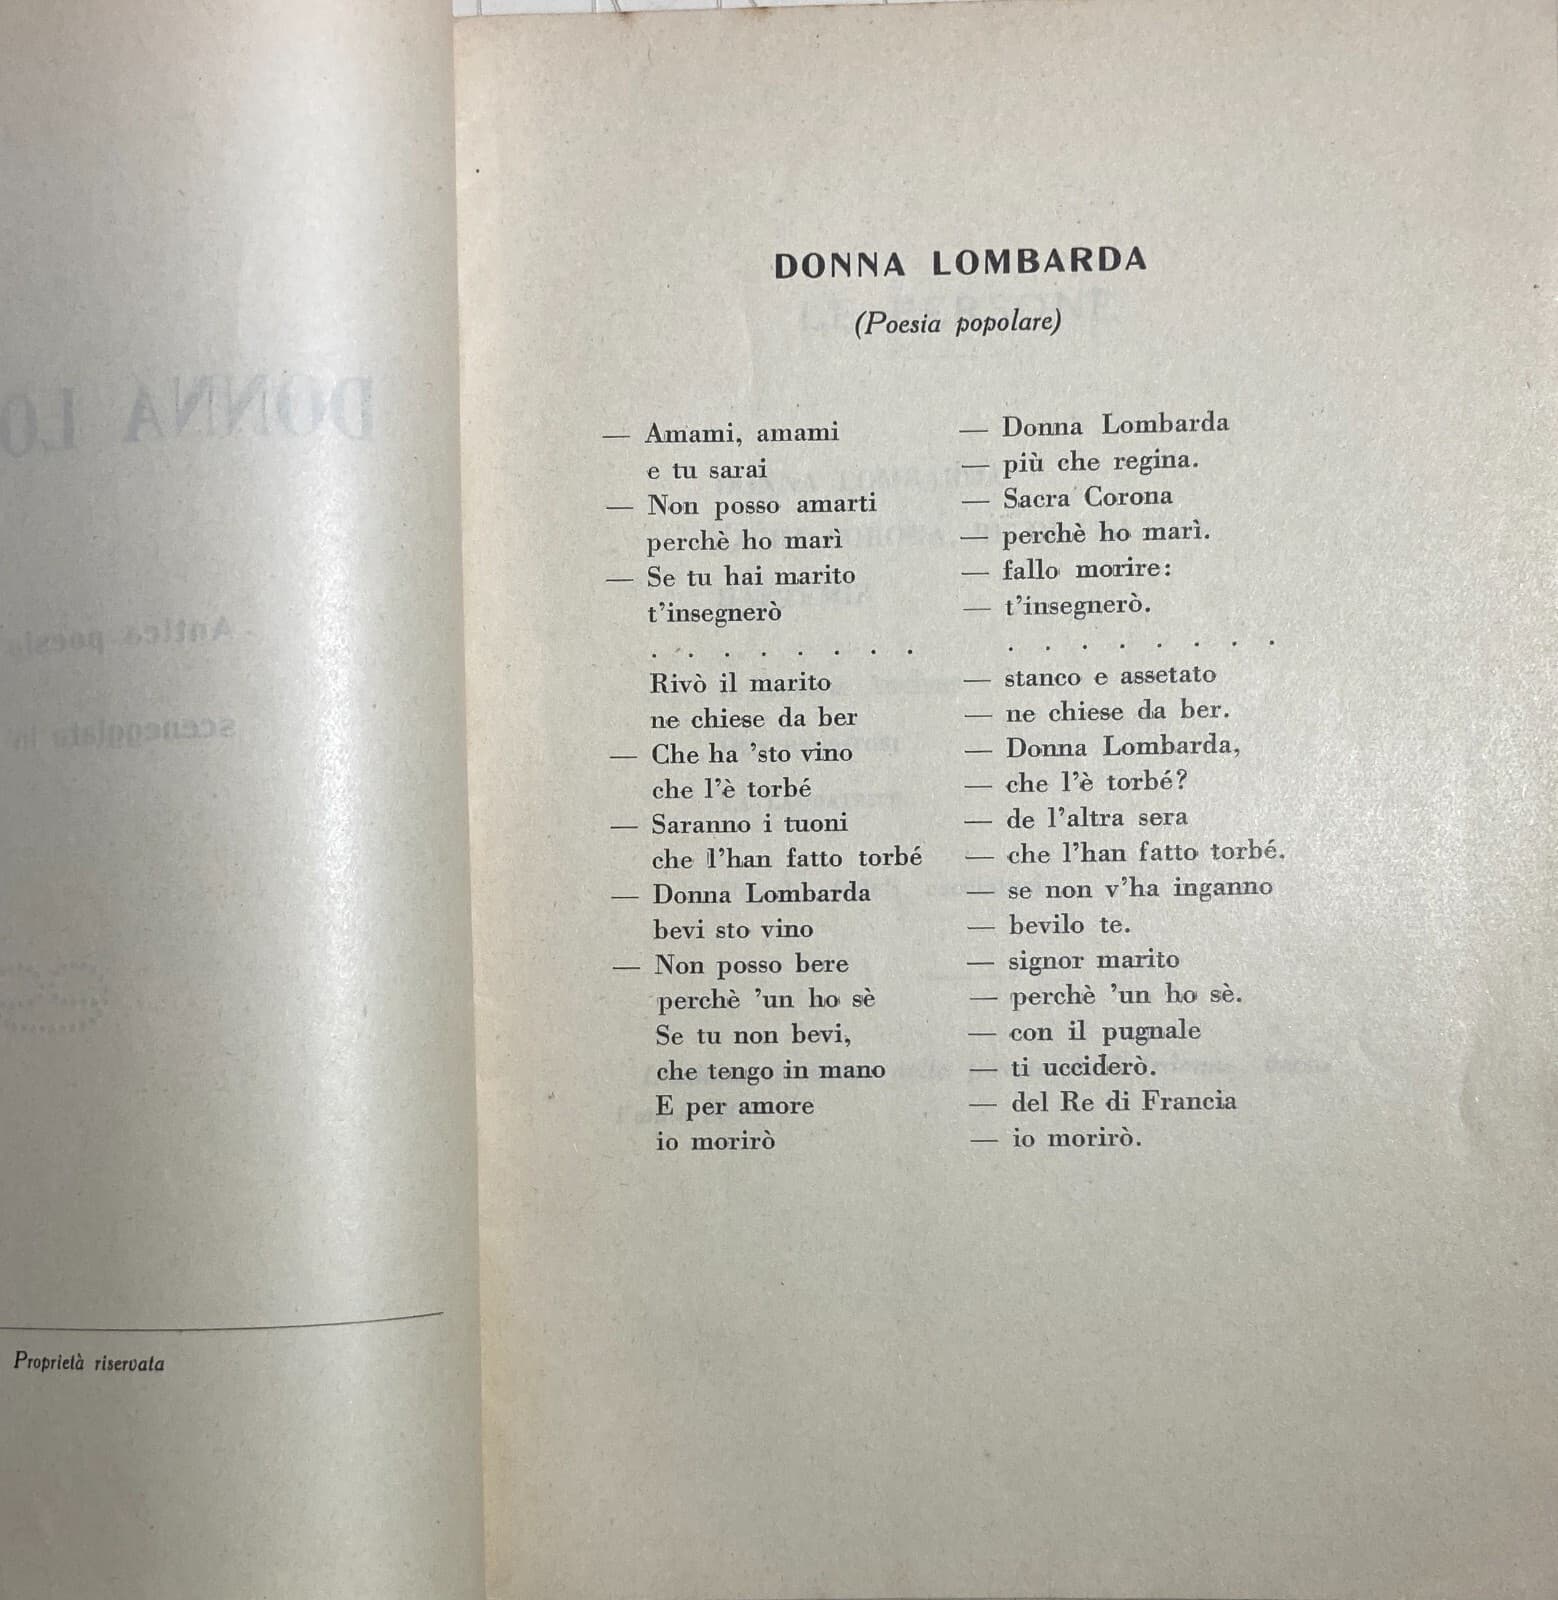 DONNA LO
Antica poesia
sceneggiata in
Proprietà riservata
DONNA LOMBARDA
(Poesia popolare)
— Amami, amami — Donna Lombarda
e tu sarai — più che regina.
— Non posso amarti — Sacra Corona
perchè ho marì — perchè ho marì.
— Se tu hai marito — fallo morire:
t'insegnerò — t'insegnerò.
. . . . . . . . . . . . . . . .
Rivò il marito — stanco e assetato
ne chiese da ber — ne chiese da ber.
— Che ha 'sto vino — Donna Lombarda,
che l'è torbé — che l'è torbé?
— Saranno i tuoni — de l'altra sera
che l'han fatto torbé — che l'han fatto torbé.
— Donna Lombarda — se non v'ha inganno
bevi sto vino — bevilo te.
— Non posso bere — signor marito
perchè 'un ho sè — perchè 'un ho sè.
Se tu non bevi, — con il pugnale
che tengo in mano — ti ucciderò.
E per amore — del Re di Francia
io morirò — io morirò.